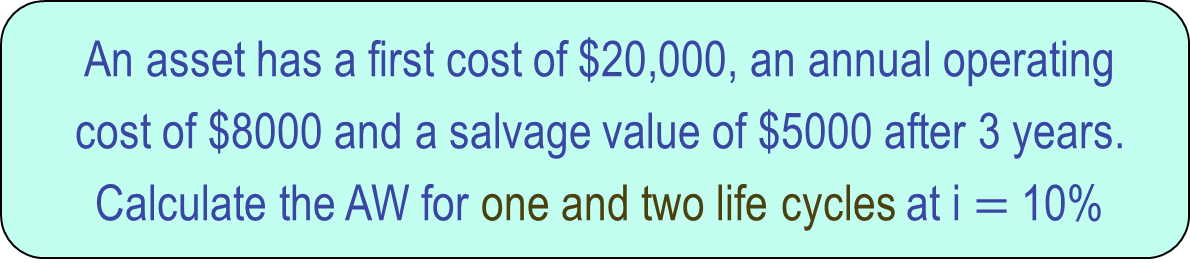 An asset has a first cost of $20,000, an annual operating
cost of $8000 and a salvage value of $5000 after 3 years.
Calculate the AW for one and two life cycles at i = 10%